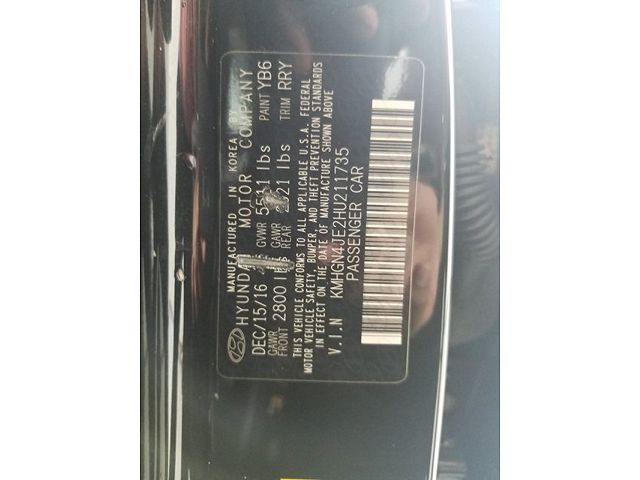 MANUFACTURED IN KOREA BY
HYUNDAI MOTOR COMPANY
DEC/15/16 GVWR 5511 lbs PAINT YB6
GAWR FRONT 2800 lbs GAWR REAR lbs TRIM RRY
THIS VEHICLE CONFORMS TO ALL APPLICABLE U.S.A. FEDERAL
MOTOR VEHICLE SAFETY, BUMPER, AND THEFT PREVENTION STANDARDS
IN EFFECT ON THE DATE OF MANUFACTURE SHOWN ABOVE
V.I.N KMHGN4JE2HU211735
PASSENGER CAR